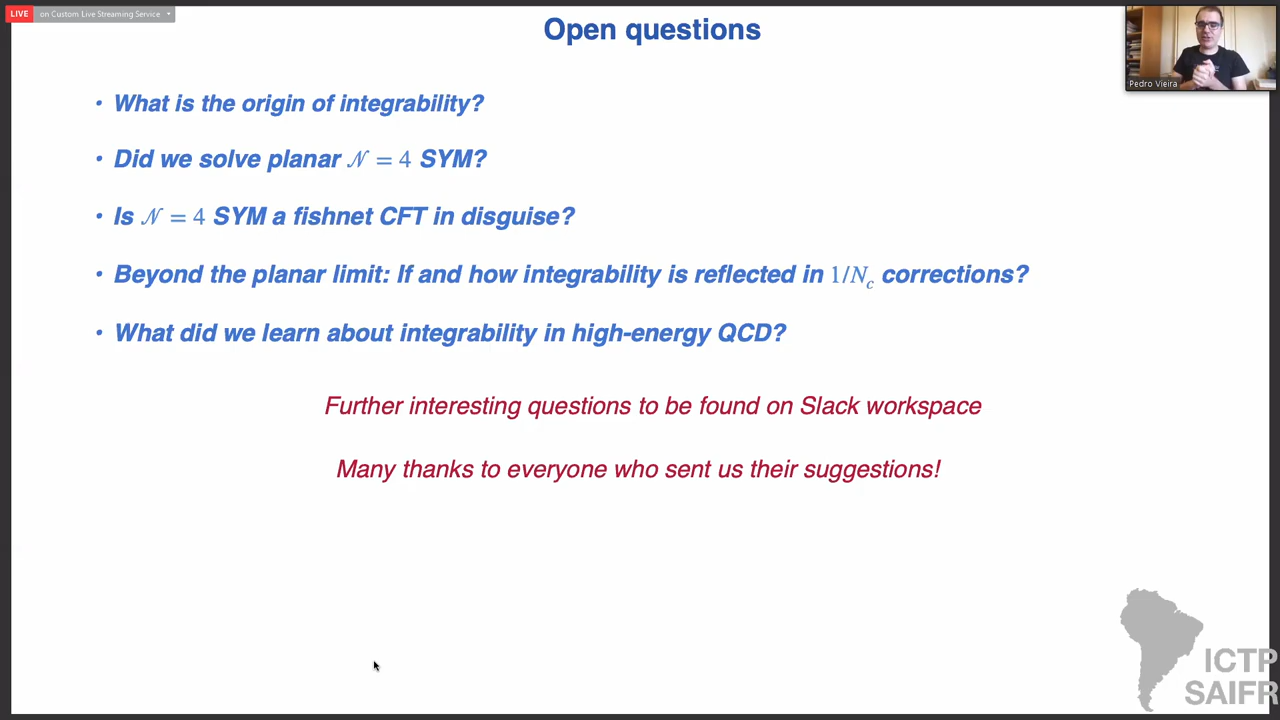 LIVE on Custom Live Streaming Service
Open questions
Pedro Vieira
• What is the origin of integrability?
• Did we solve planar 𝒩 = 4 SYM?
• Is 𝒩 = 4 SYM a fishnet CFT in disguise?
• Beyond the planar limit: If and how integrability is reflected in 1/N_c corrections?
• What did we learn about integrability in high-energy QCD?
Further interesting questions to be found on Slack workspace
Many thanks to everyone who sent us their suggestions!
ICTP
SAIFR